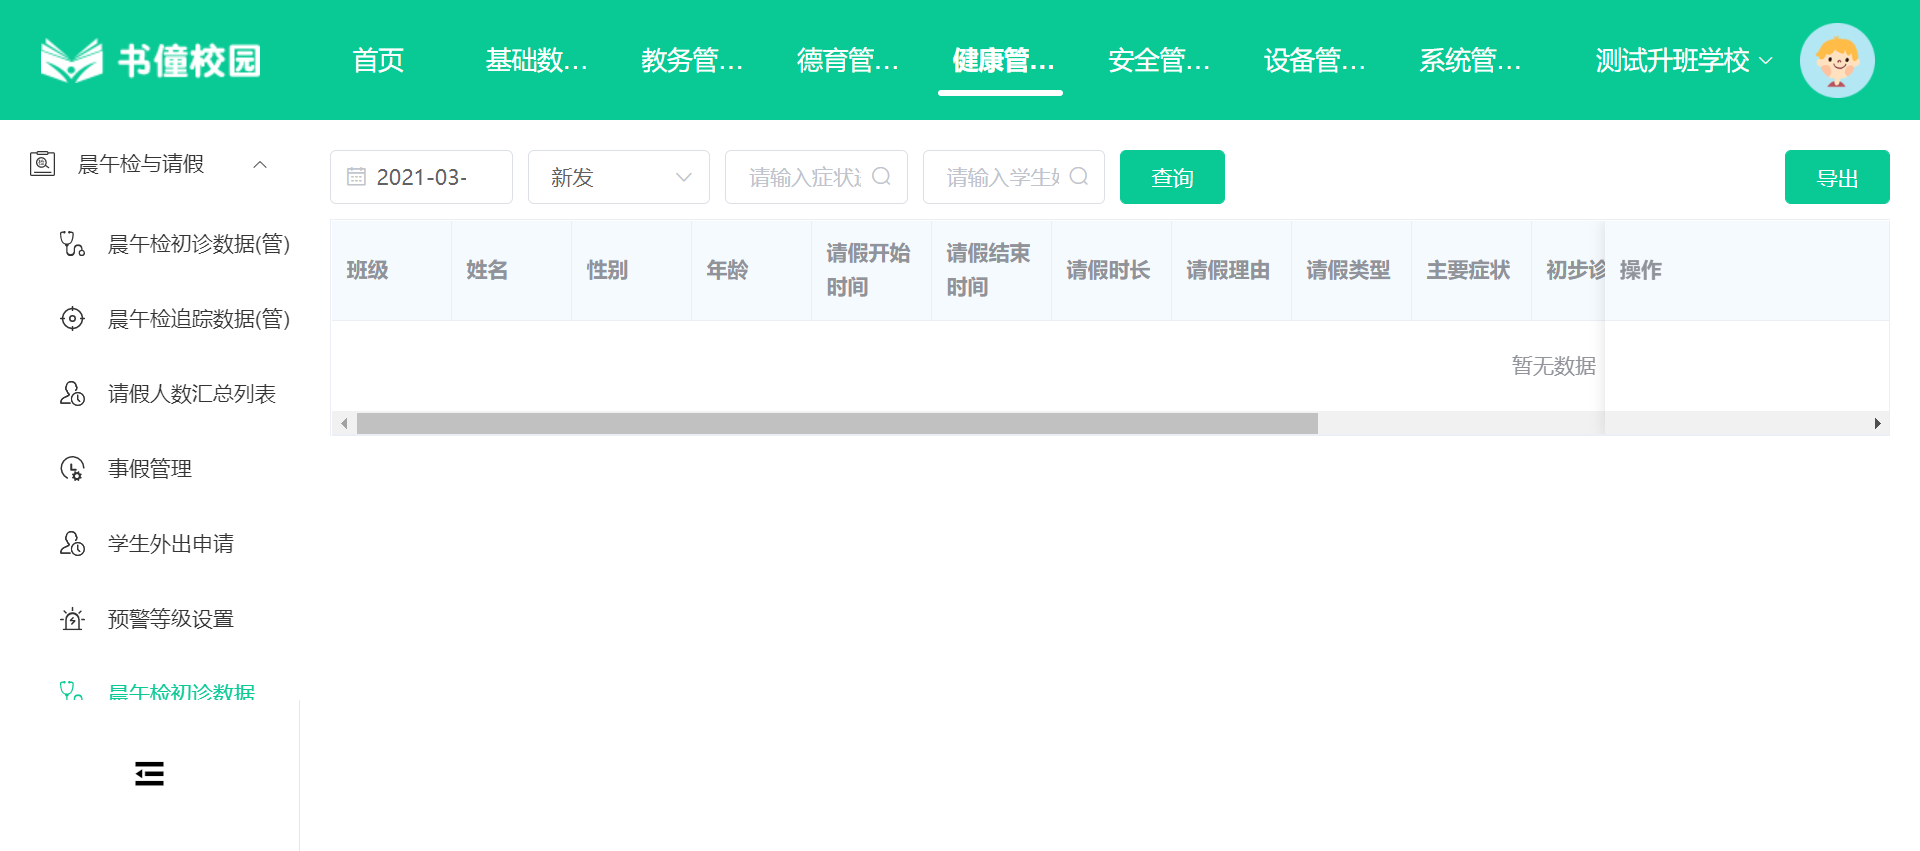 书僮校园
首页
基础数...
教务管...
德育管...
健康管...
安全管...
设备管...
系统管...
测试升班学校
晨午检与请假
晨午检初诊数据(管)
晨午检追踪数据(管)
请假人数汇总列表
事假管理
学生外出申请
预警等级设置
晨午检初诊数据
2021-03-
新发
请输入症状
请输入学生
查询
导出
班级
姓名
性别
年龄
请假开始
时间
请假结束
时间
请假时长
请假理由
请假类型
主要症状
初步诊
操作
暂无数据